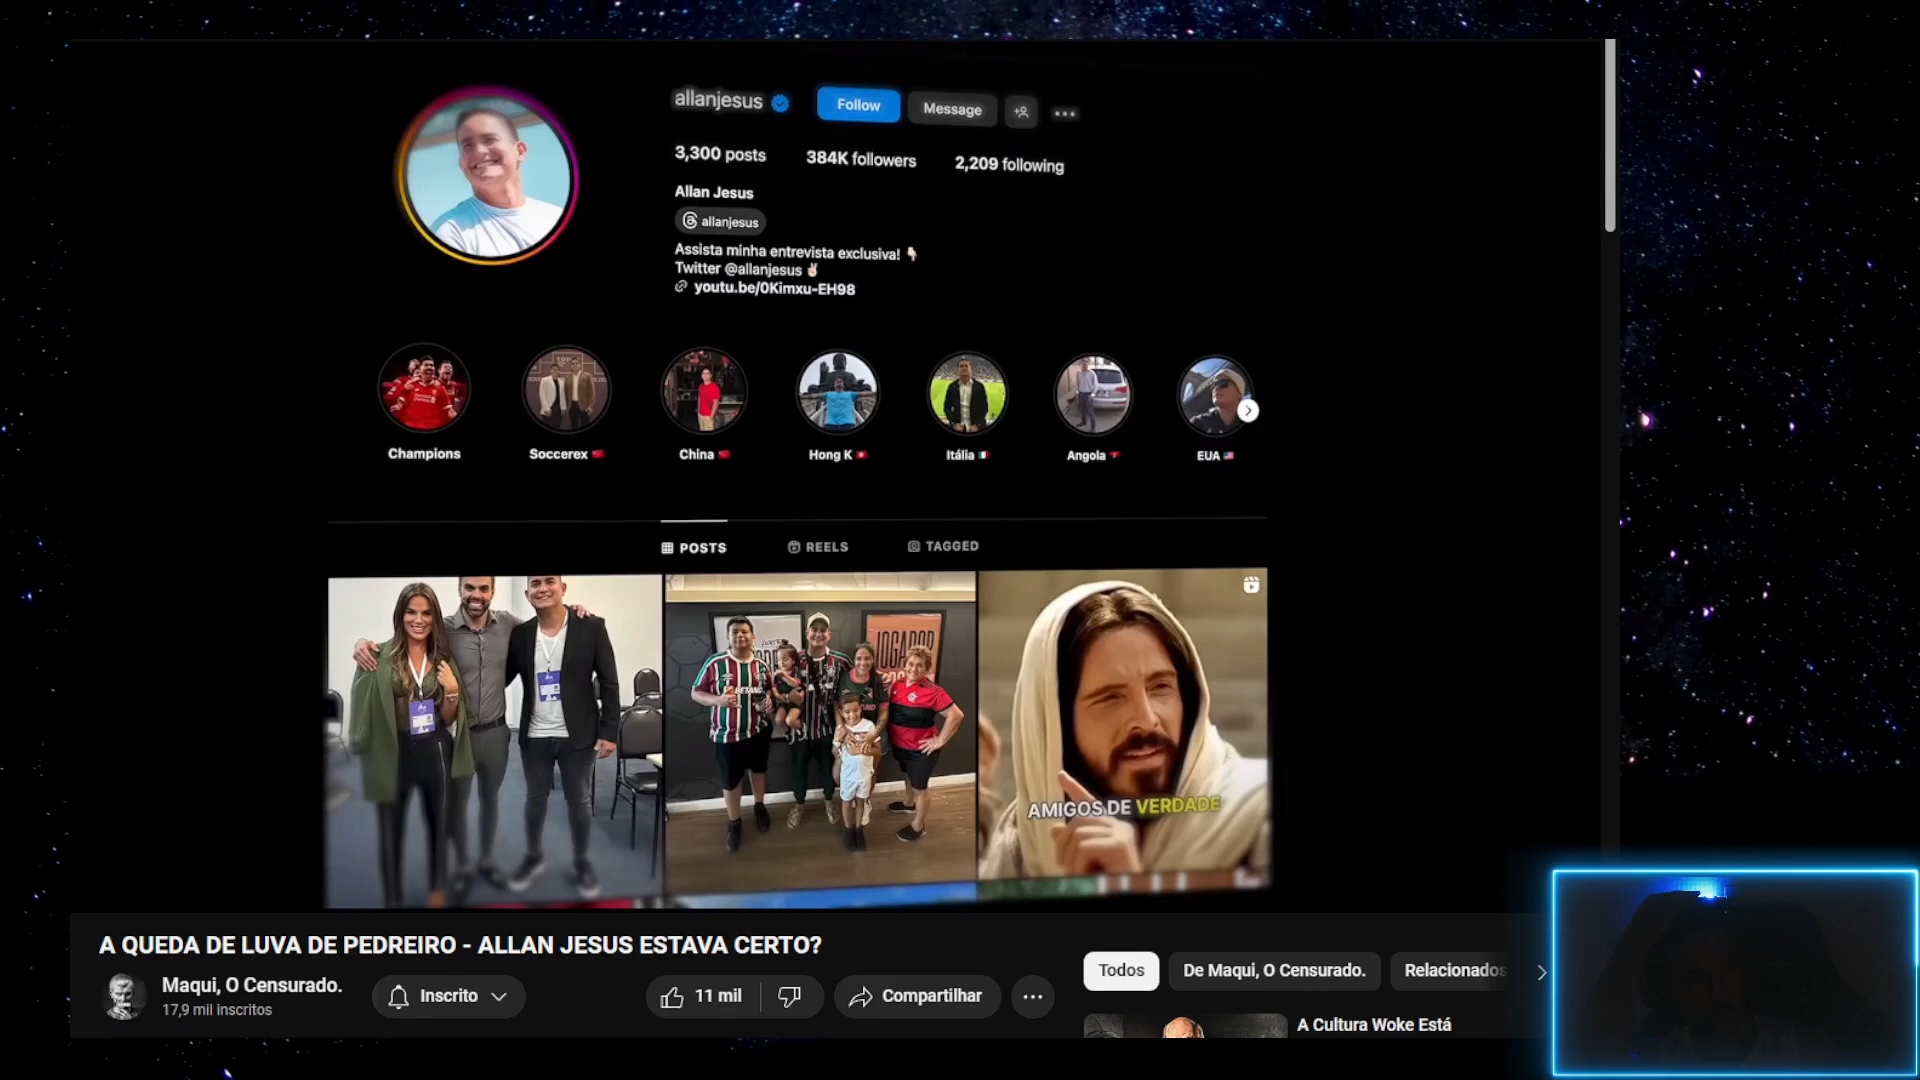 allanjesus
Follow
Message
3,300 posts
384K followers
2,209 following
Allan Jesus
allanjesus
Assista minha entrevista exclusiva! 👇🏻
Twitter @allanjesus ✌🏻
youtu.be/0Kimxu-EH98
Champions
Soccerex 🇨🇳
China 🇨🇳
Hong K 🇭🇰
Itália 🇮🇹
Angola 🇦🇴
EUA 🇺🇸
POSTS
REELS
TAGGED
JOGADOR
BETANO
AMIGOS DE VERDADE
A QUEDA DE LUVA DE PEDREIRO - ALLAN JESUS ESTAVA CERTO?
Maqui, O Censurado.
17,9 mil inscritos
Inscrito
11 mil
Compartilhar
Todos
De Maqui, O Censurado.
Relacionados
A Cultura Woke Está